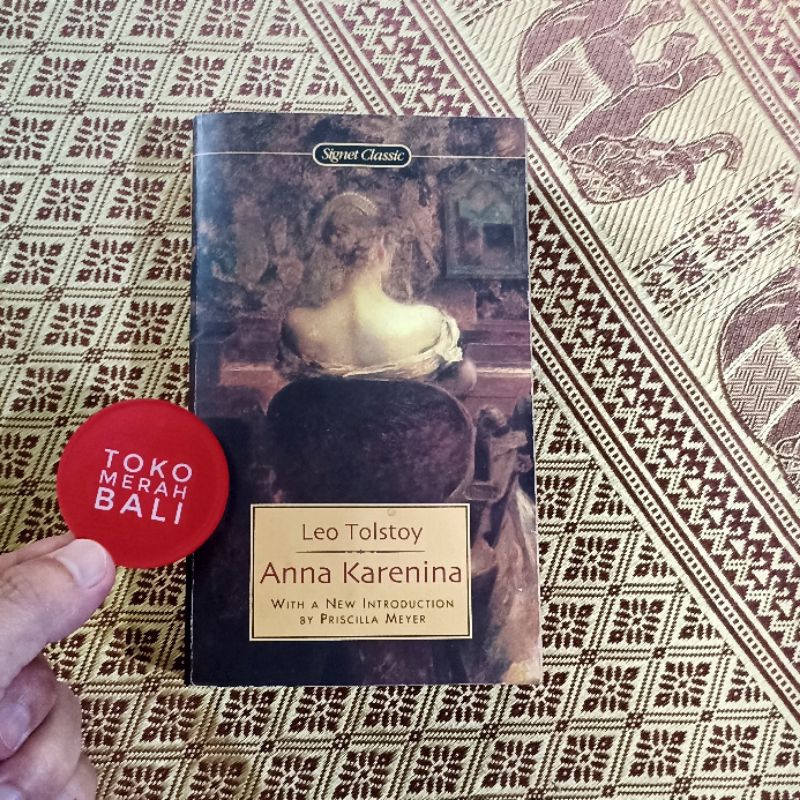 Signet Classic
TOKO
MERAH
BALI
Leo Tolstoy
Anna Karenina
WITH A NEW INTRODUCTION
BY PRISCILLA MEYER